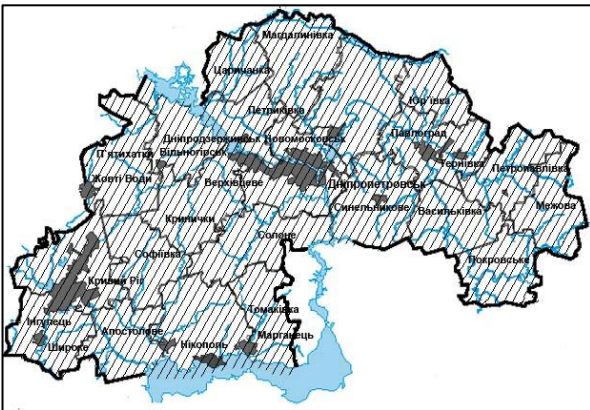 Магдалинівка
Царичанка
Юр'ївка
Петриківка
Павлоград
Дніпродзержинськ Новомосковськ
П'ятихатки
Вільногірськ
Тернівка
Петропавлівка
Жовті Води
Верхівцеве
Дніпропетровськ
Синельникове
Васильківка
Межова
Кринички
Солоне
Софіївка
Покровське
Кривий Ріг
Томаківка
Інгулець
Апостолове
Марганець
Широке
Нікополь